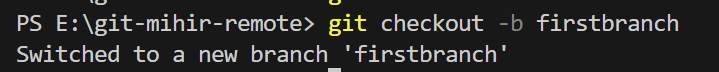 PS E:\git-mihir-remote> git checkout -b firstbranch
Switched to a new branch 'firstbranch'